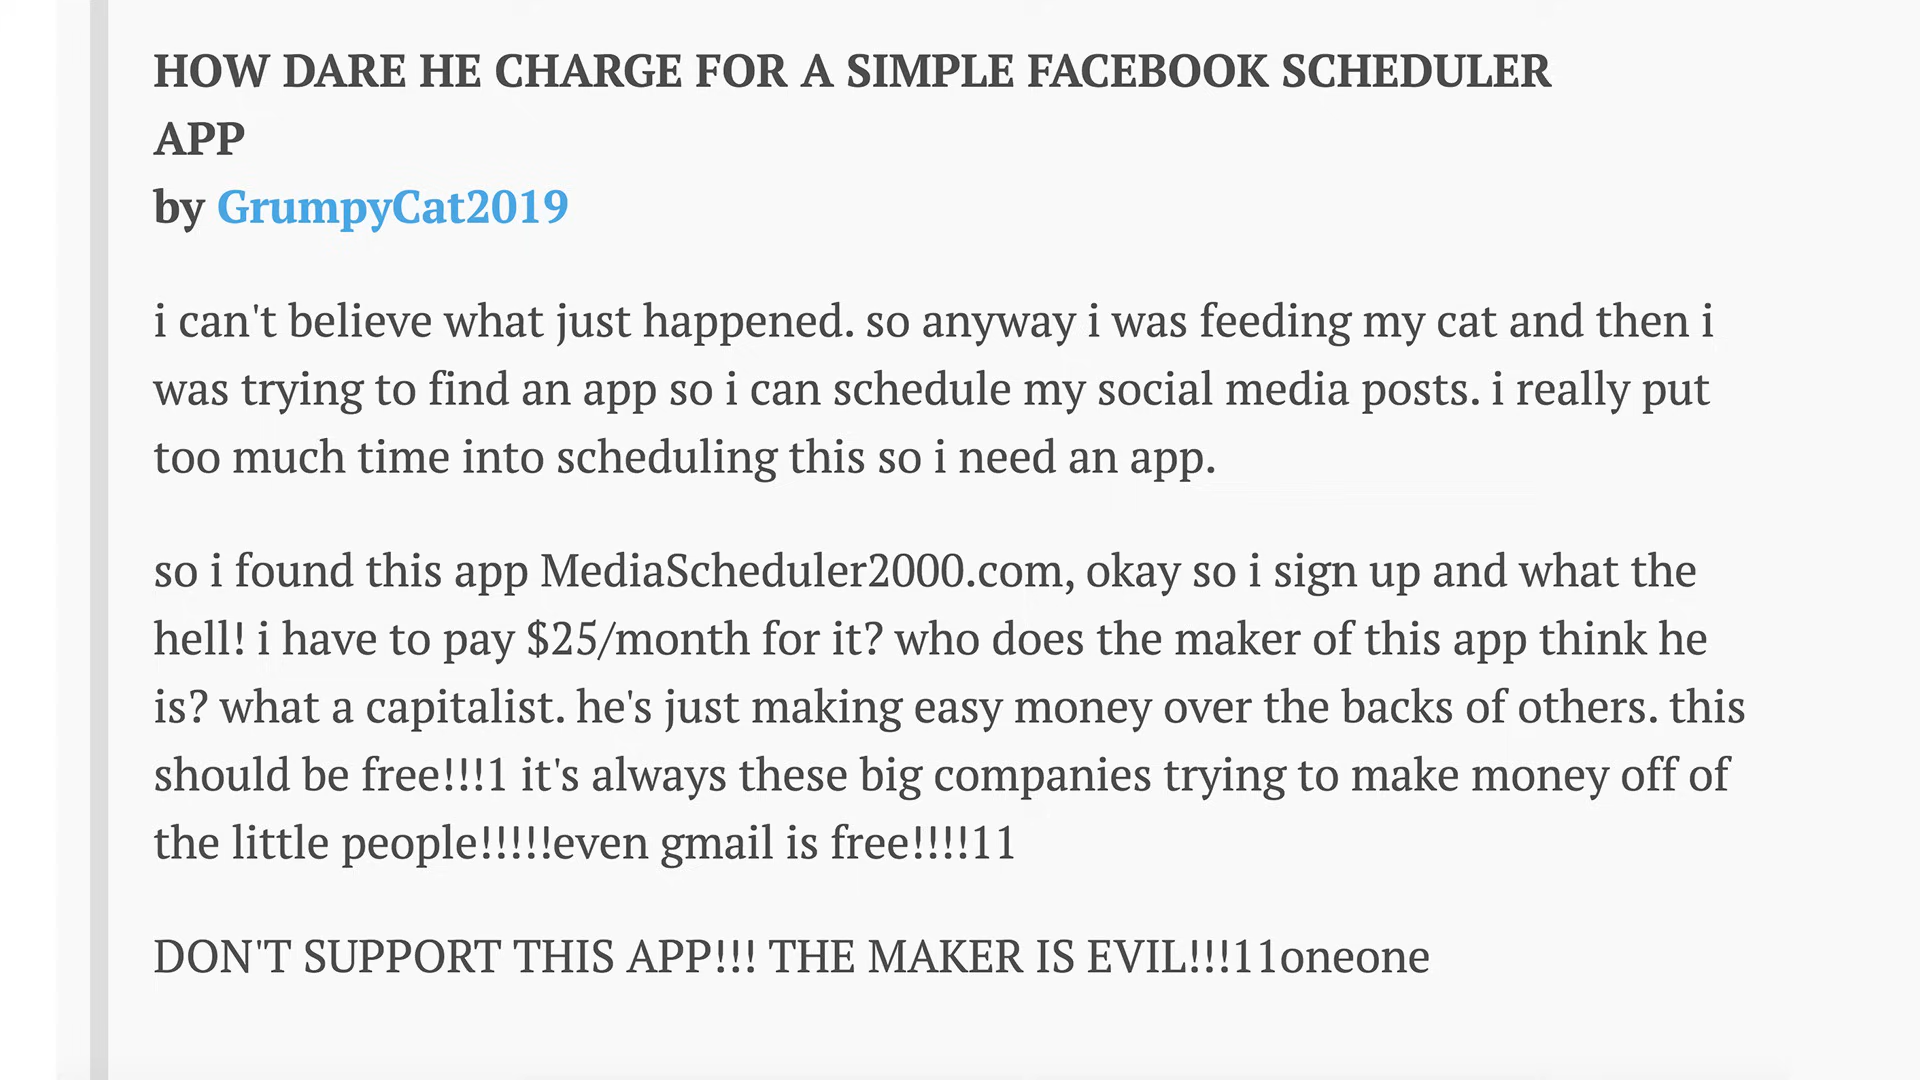 HOW DARE HE CHARGE FOR A SIMPLE FACEBOOK SCHEDULER
APP
by GrumpyCat2019
i can't believe what just happened. so anyway i was feeding my cat and then i
was trying to find an app so i can schedule my social media posts. i really put
too much time into scheduling this so i need an app.
so i found this app MediaScheduler2000.com, okay so i sign up and what the
hell! i have to pay $25/month for it? who does the maker of this app think he
is? what a capitalist. he's just making easy money over the backs of others. this
should be free!!!1 it's always these big companies trying to make money off of
the little people!!!!!even gmail is free!!!!11
DON'T SUPPORT THIS APP!!! THE MAKER IS EVIL!!!11oneone